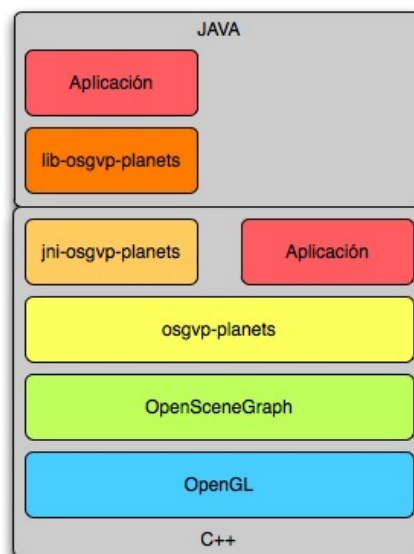 JAVA
Aplicación
lib-osgvp-planets
jni-osgvp-planets
Aplicación
osgvp-planets
OpenSceneGraph
OpenGL
C++